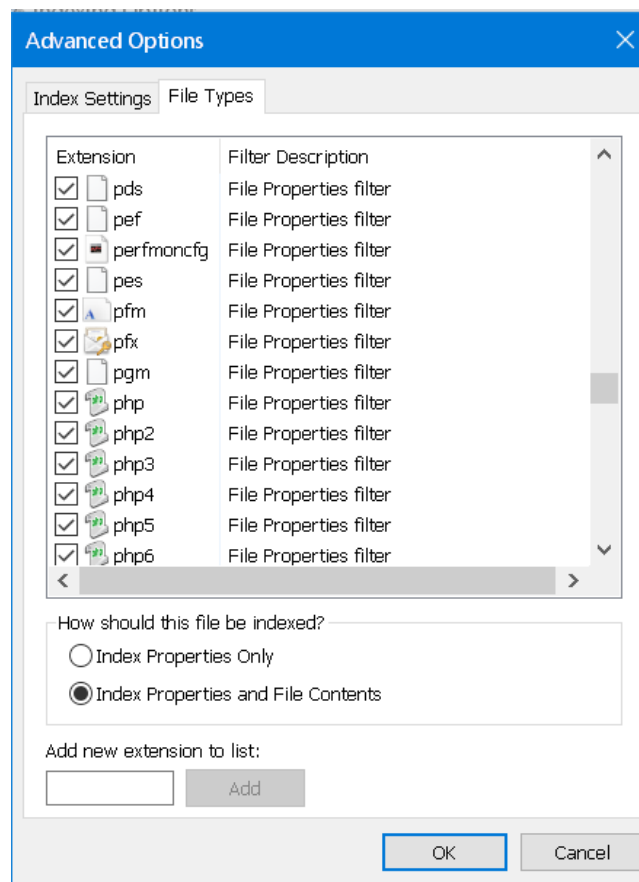 Advanced Options
Index Settings File Types
Extension Filter Description
pds File Properties filter
pef File Properties filter
perfmoncfg File Properties filter
pes File Properties filter
pfm File Properties filter
pfx File Properties filter
pgm File Properties filter
php File Properties filter
php2 File Properties filter
php3 File Properties filter
php4 File Properties filter
php5 File Properties filter
php6 File Properties filter
How should this file be indexed?
Index Properties Only
Index Properties and File Contents
Add new extension to list:
Add
OK Cancel